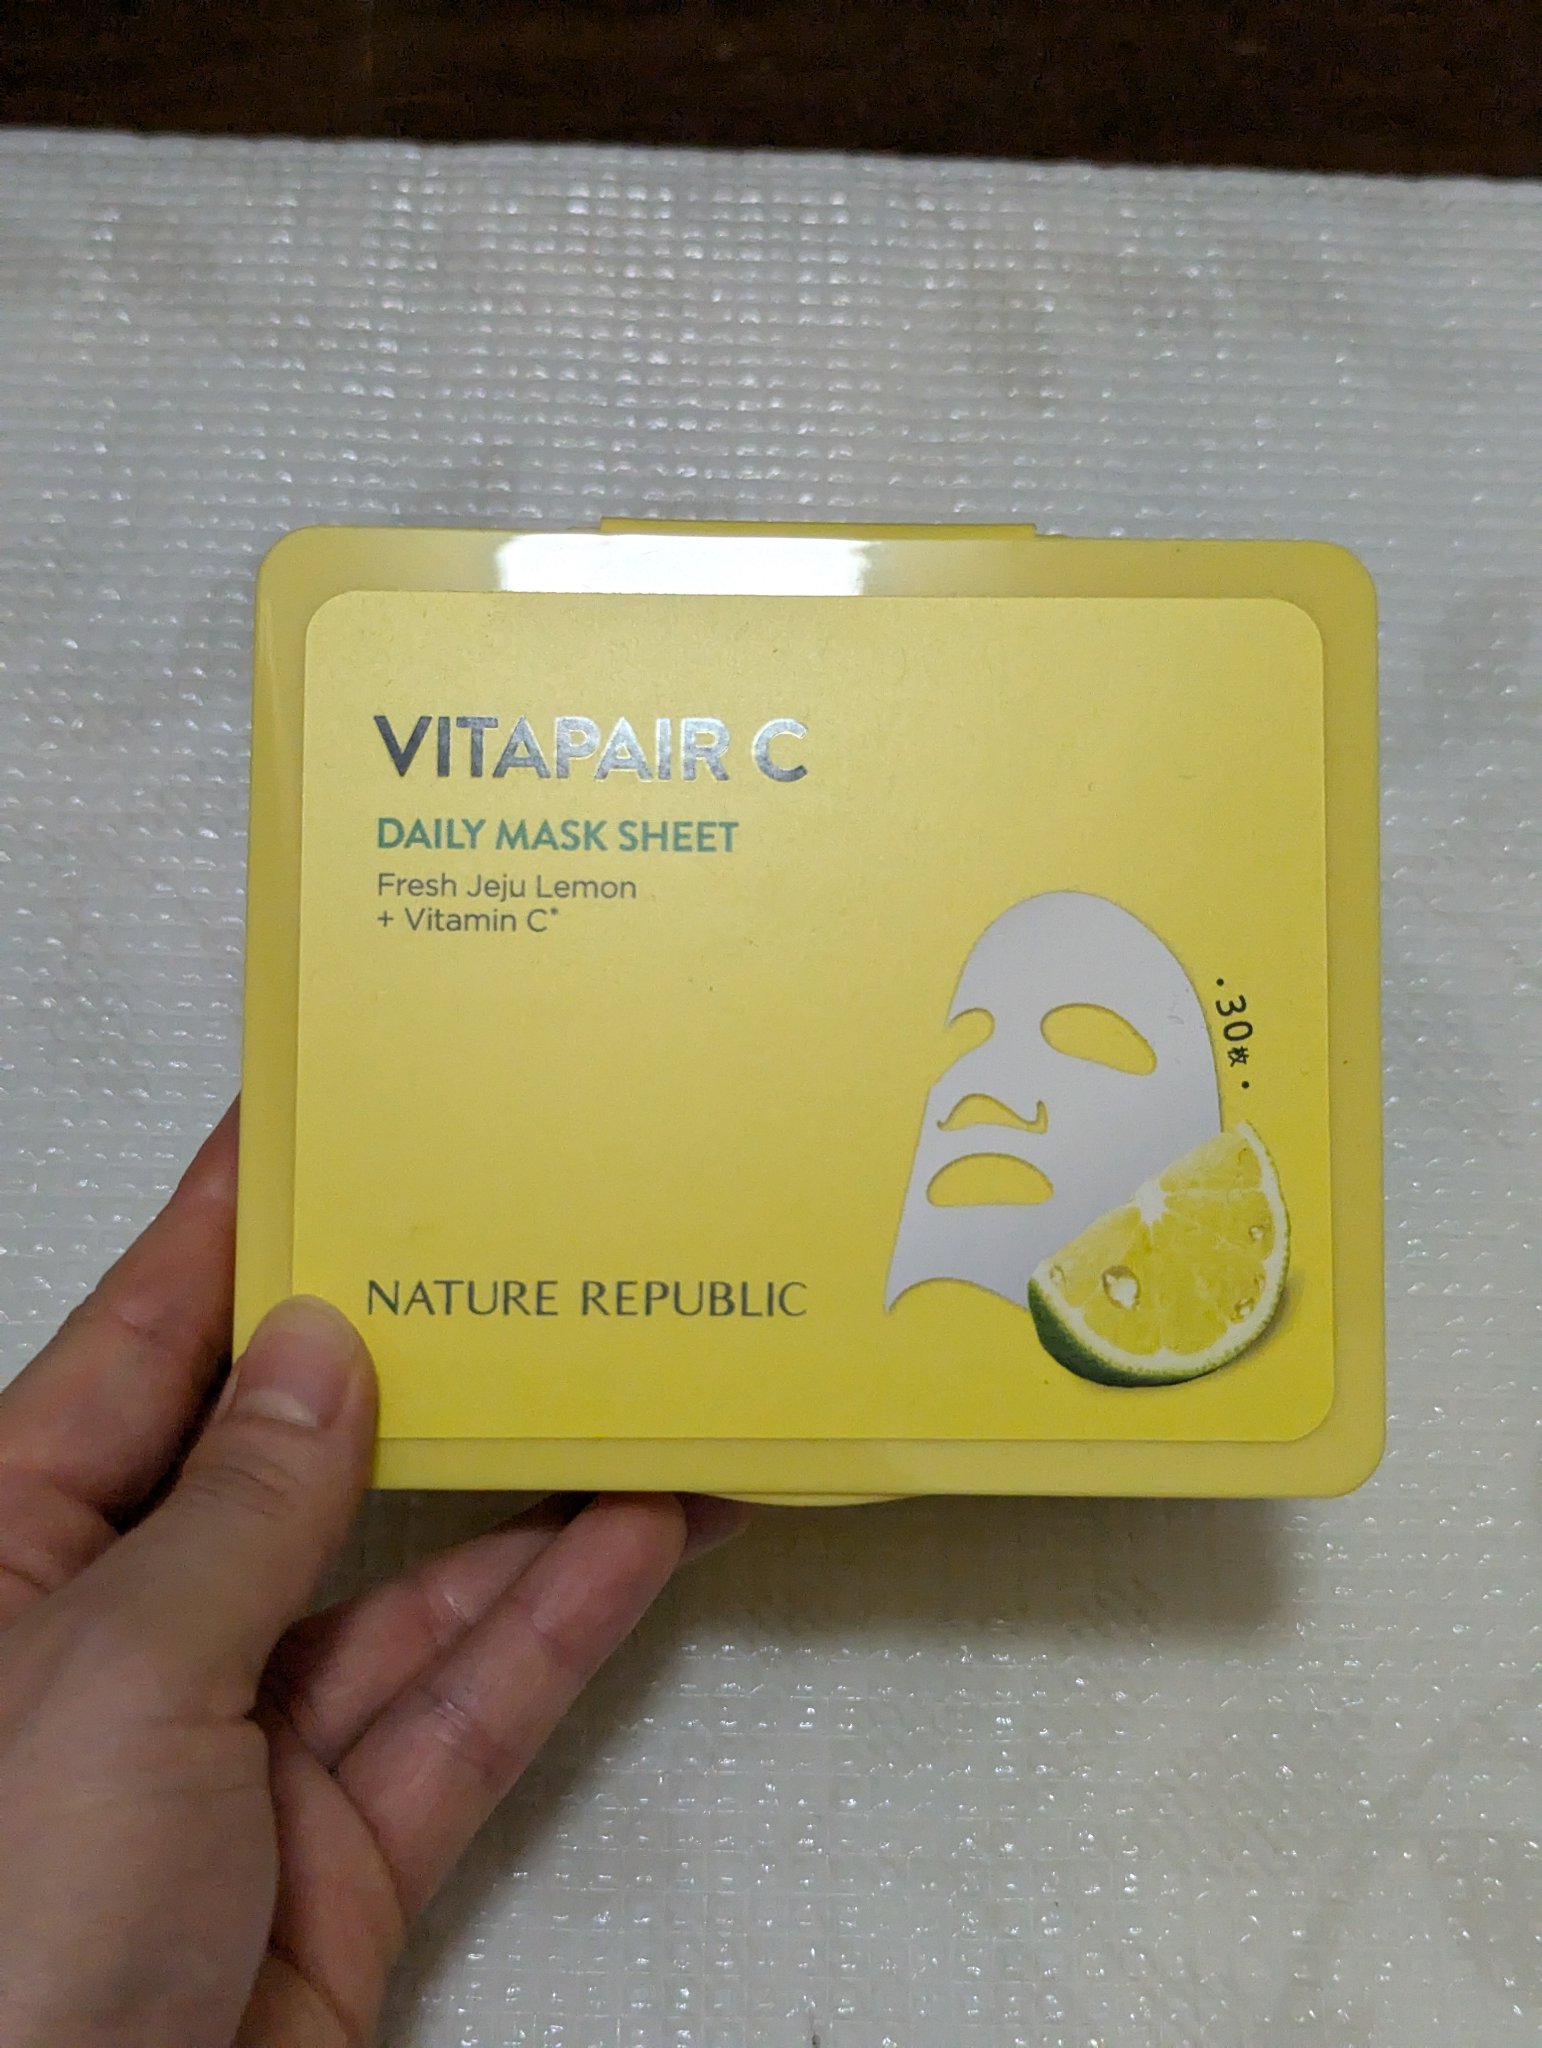 VITAPAIR C
DAILY MASK SHEET
Fresh Jeju Lemon
+ Vitamin C*
・30枚・
NATURE REPUBLIC